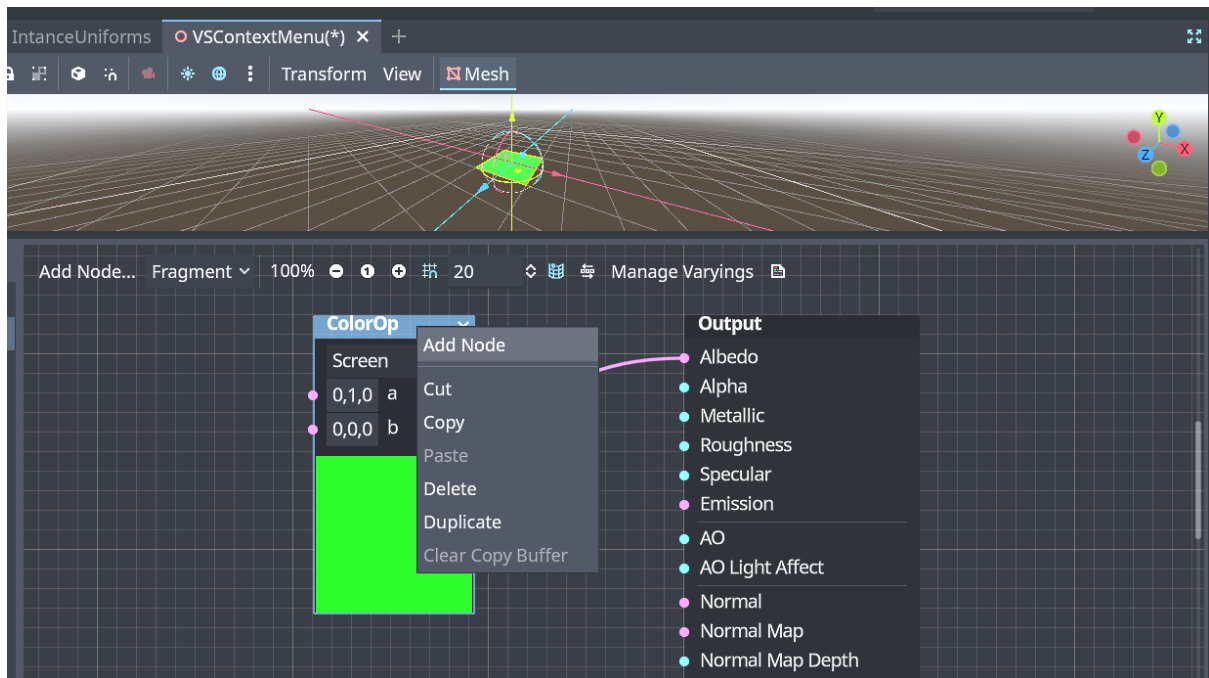 IntanceUniforms
VSContextMenu(*)
Transform View Mesh
Y
X
Z
Add Node... Fragment 100% 1 20 Manage Varyings
ColorOp
Screen
0,1,0 a
0,0,0 b
Add Node
Cut
Copy
Paste
Delete
Duplicate
Clear Copy Buffer
Output
Albedo
Alpha
Metallic
Roughness
Specular
Emission
AO
AO Light Affect
Normal
Normal Map
Normal Map Depth